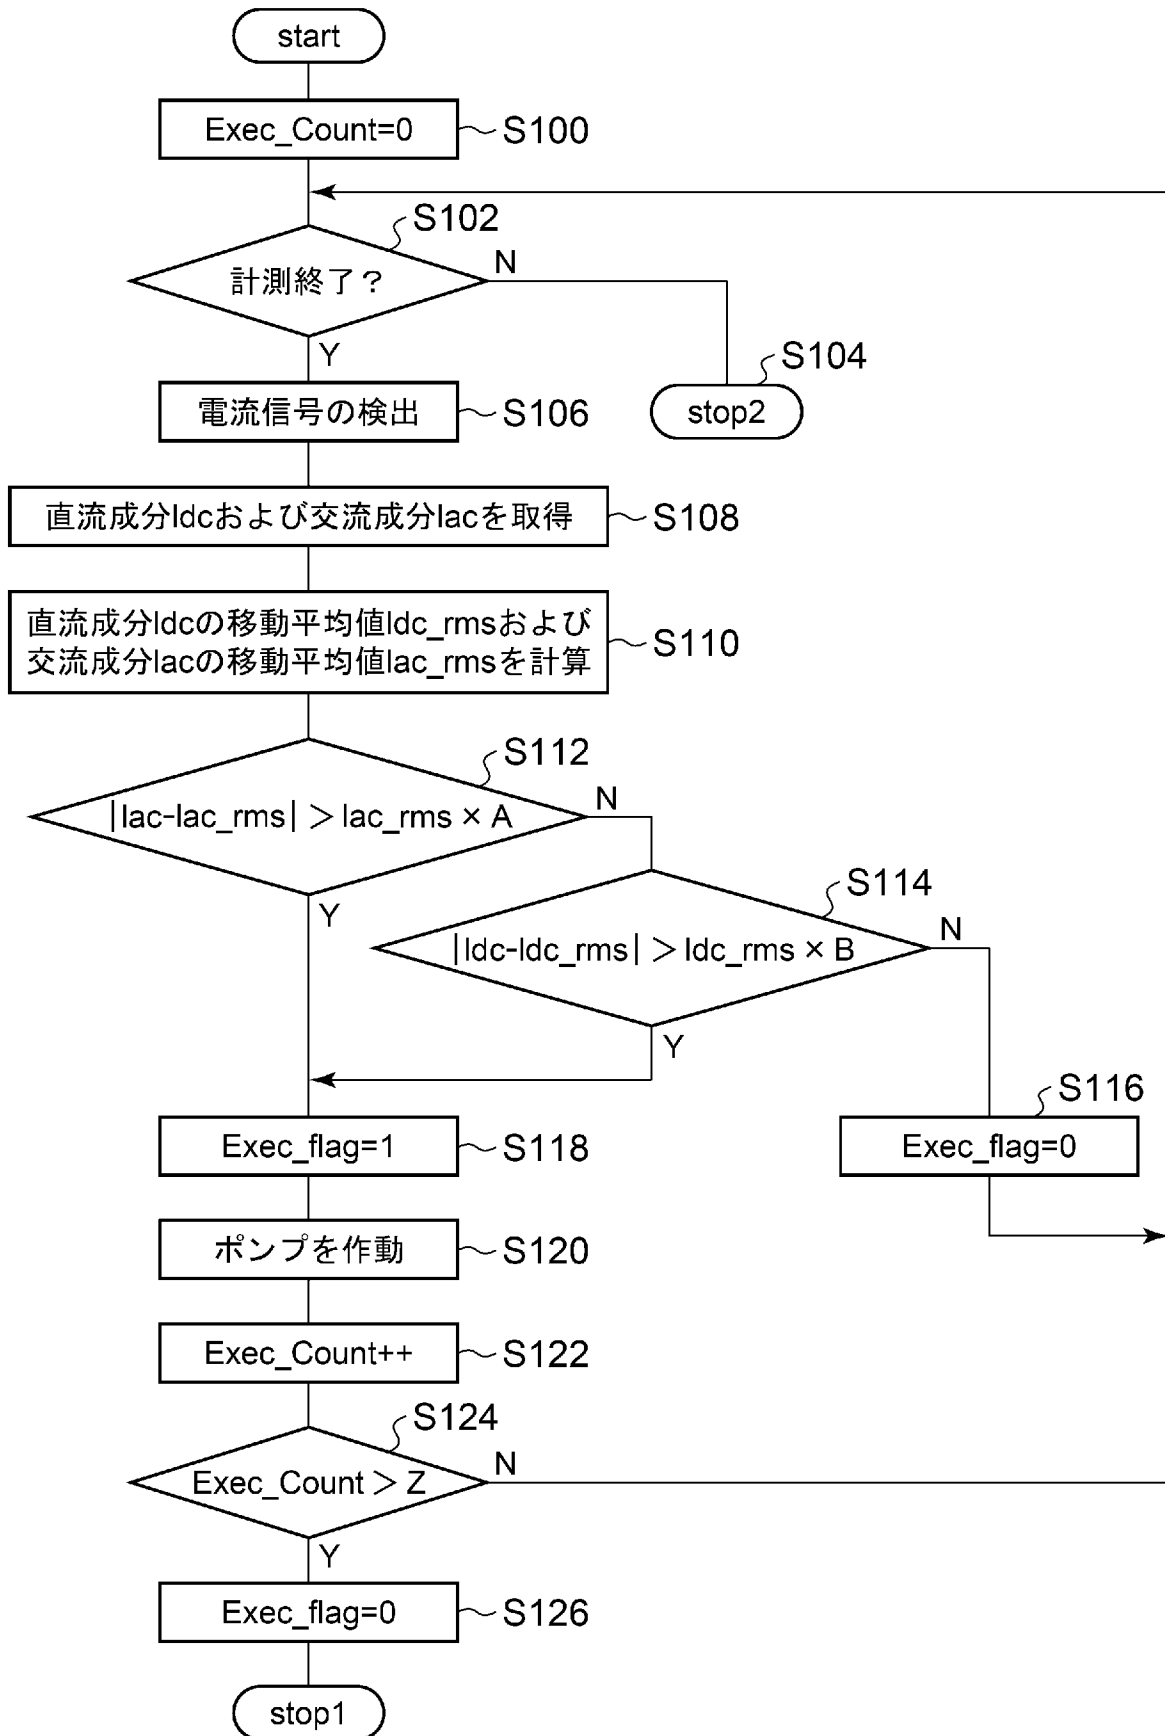 start
Exec_Count=0
S100
S102
計測終了？
N
Y
S104
stop2
電流信号の検出
S106
直流成分Idcおよび交流成分Iacを取得
S108
直流成分Idcの移動平均値Idc_rmsおよび
交流成分Iacの移動平均値Iac_rmsを計算
S110
S112
|Iac-Iac_rms|＞Iac_rms × A
N
Y
S114
|Idc-Idc_rms|＞Idc_rms × B
N
Y
S116
Exec_flag=0
Exec_flag=1
S118
ポンプを作動
S120
Exec_Count++
S122
S124
Exec_Count＞Z
N
Y
Exec_flag=0
S126
stop1